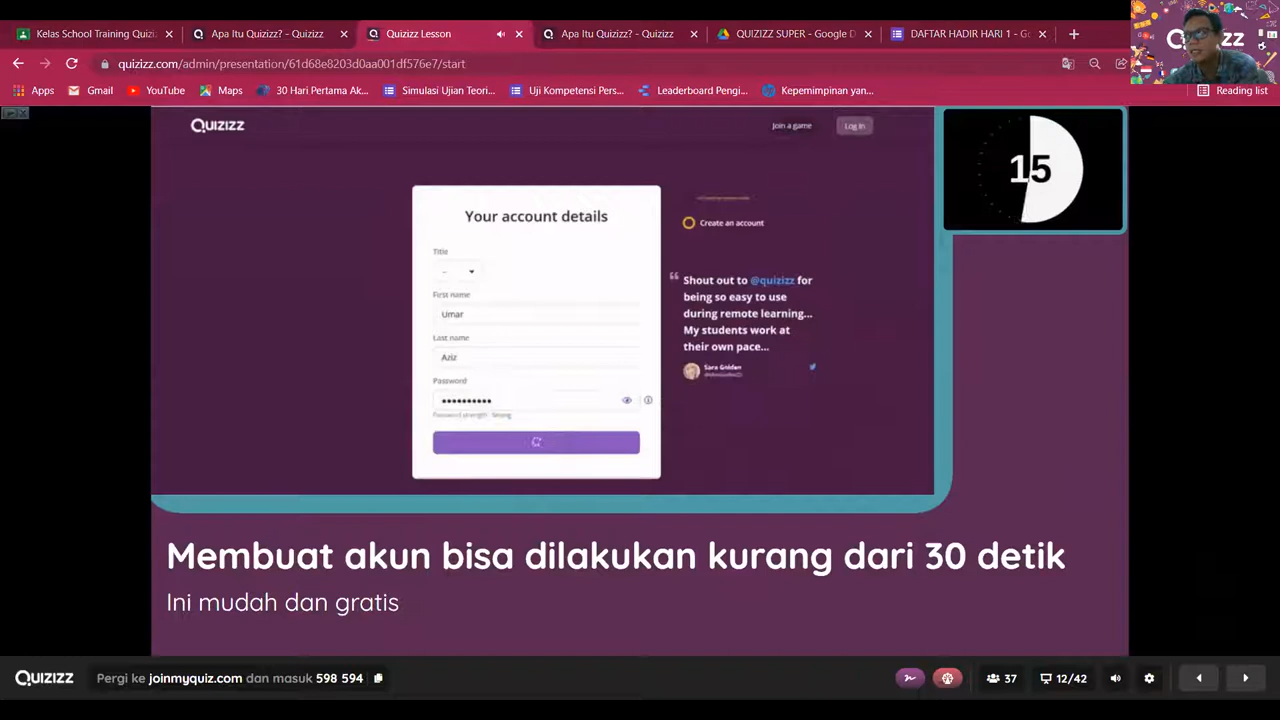 Kelas School Training Quizi
Apa Itu Quizizz? - Quizizz
Quizizz Lesson
Apa Itu Quizizz? - Quizizz
QUIZIZZ SUPER - Google D
DAFTAR HADIR HARI 1 - Go
quizizz.com/admin/presentation/61d68e8203d0aa001df576e7/start
Apps
Gmail
YouTube
Maps
30 Hari Pertama Ak...
Simulasi Ujian Teori...
Uji Kompetensi Pers...
Leaderboard Pengi...
Kepemimpinan yan...
Reading list
QUIZIZZ
Join a game
Log in
15
Your account details
Title
--
First name
Umar
Last name
Aziz
Password
Password strength Strong
Create an account
Shout out to @quizizz for
being so easy to use
during remote learning...
My students work at
their own pace...
Membuat akun bisa dilakukan kurang dari 30 detik
Ini mudah dan gratis
QUIZIZZ
Pergi ke joinmyquiz.com dan masuk 598 594
37
12/42